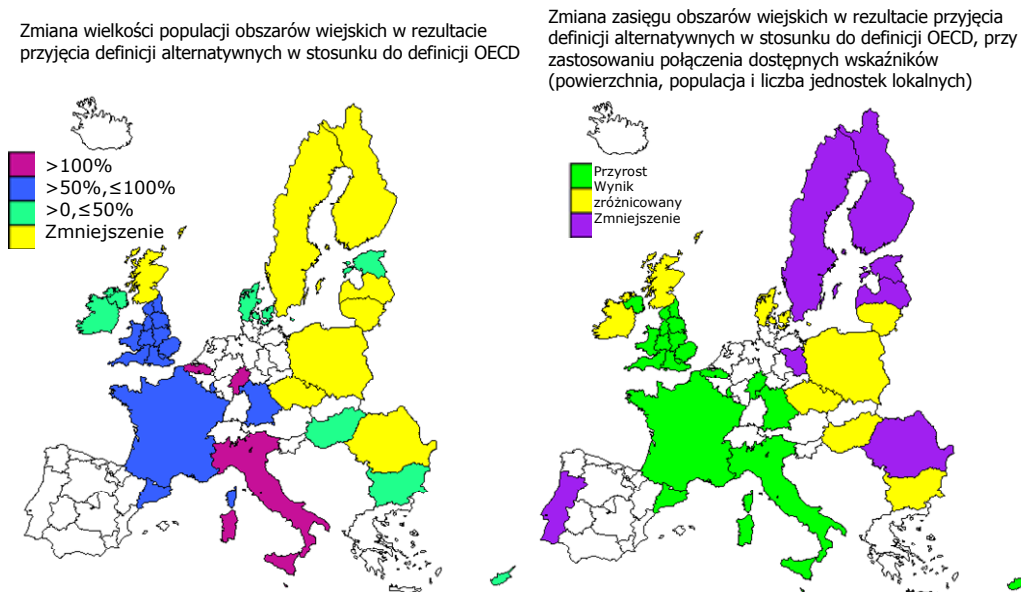 Zmiana wielkości populacji obszarów wiejskich w rezultacie
przyjęcia definicji alternatywnych w stosunku do definicji OECD
>100%
>50%,≤100%
>0,≤50%
Zmniejszenie
Zmiana zasięgu obszarów wiejskich w rezultacie przyjęcia
definicji alternatywnych w stosunku do definicji OECD, przy
zastosowaniu połączenia dostępnych wskaźników
(powierzchnia, populacja i liczba jednostek lokalnych)
Przyrost
Wynik
zróżnicowany
Zmniejszenie